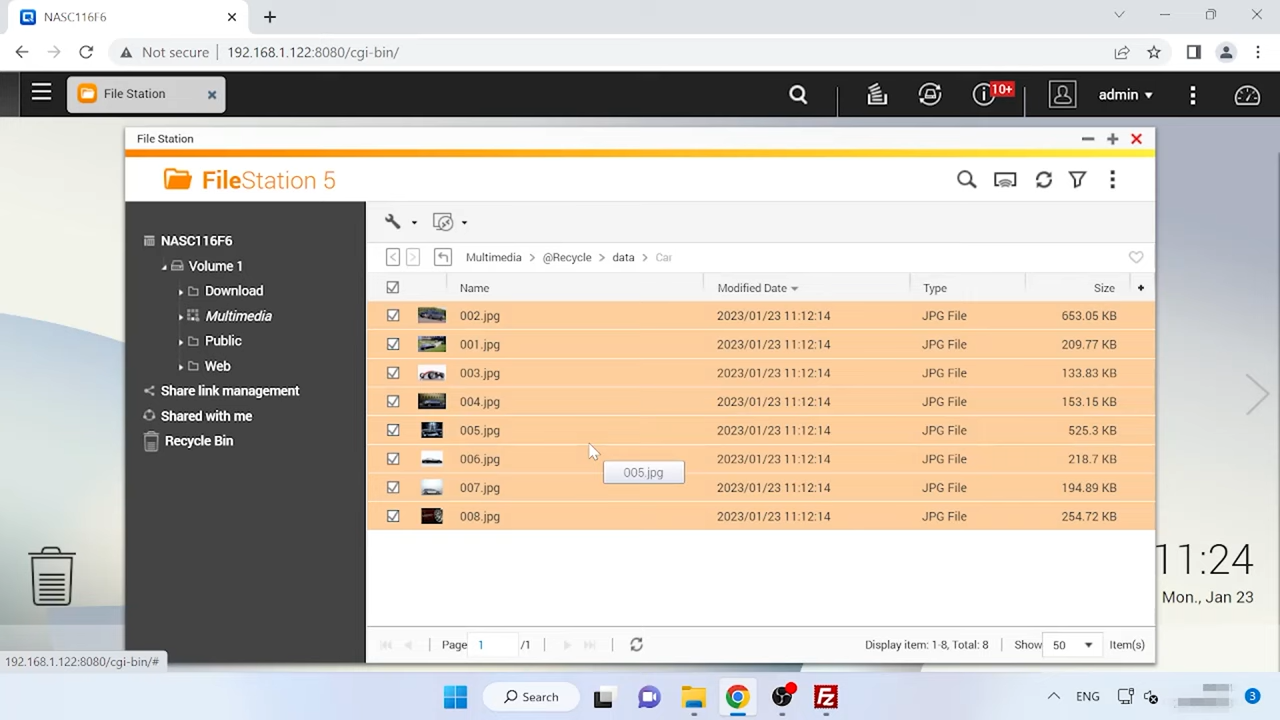 NASC116F6
Not secure 192.168.1.122:8080/cgi-bin/
File Station 10+ admin
File Station
FileStation 5
NASC116F6
Volume 1
Download
Multimedia
Public
Web
Share link management
Shared with me
Recycle Bin
Multimedia > @Recycle > data > Car
Name Modified Date Type Size
002.jpg 2023/01/23 11:12:14 JPG File 653.05 KB
001.jpg 2023/01/23 11:12:14 JPG File 209.77 KB
003.jpg 2023/01/23 11:12:14 JPG File 133.83 KB
004.jpg 2023/01/23 11:12:14 JPG File 153.15 KB
005.jpg 2023/01/23 11:12:14 JPG File 525.3 KB
006.jpg 2023/01/23 11:12:14 JPG File 218.7 KB
005.jpg
007.jpg 2023/01/23 11:12:14 JPG File 194.89 KB
008.jpg 2023/01/23 11:12:14 JPG File 254.72 KB
11:24
Mon., Jan 23
Page 1 /1 Display item: 1-8, Total: 8 Show 50 Item(s)
192.168.1.122:8080/cgi-bin/#
Search ENG 3